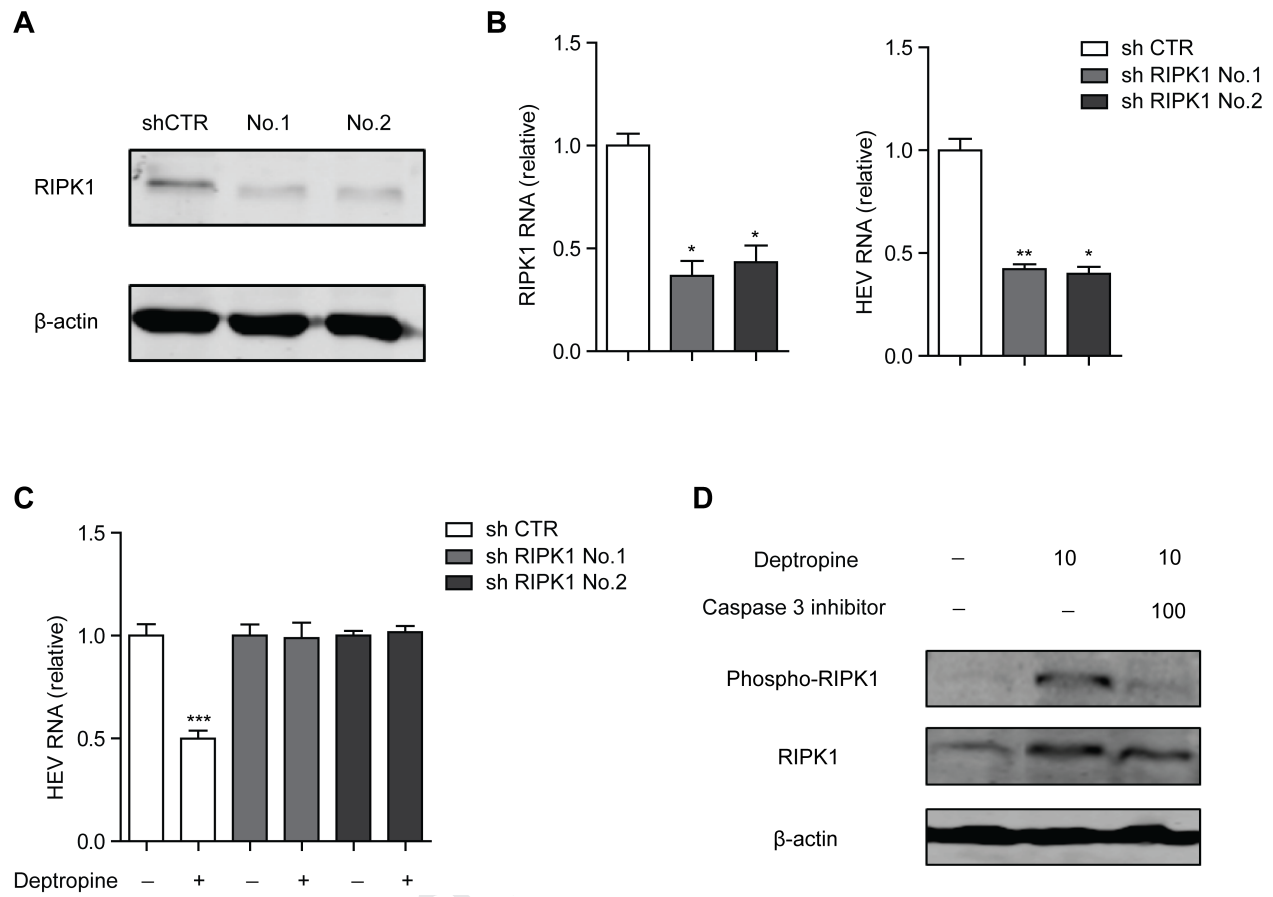 A
shCTR No.1 No.2
RIPK1
β-actin
B
RIPK1 RNA (relative)
1.5
1.0
0.5
0.0
* *
HEV RNA (relative)
1.5
1.0
0.5
0.0
** *
sh CTR
sh RIPK1 No.1
sh RIPK1 No.2
C
HEV RNA (relative)
1.5
1.0
0.5
0.0
***
Deptropine – + – + – +
sh CTR
sh RIPK1 No.1
sh RIPK1 No.2
D
Deptropine – 10 10
Caspase 3 inhibitor – – 100
Phospho-RIPK1
RIPK1
β-actin